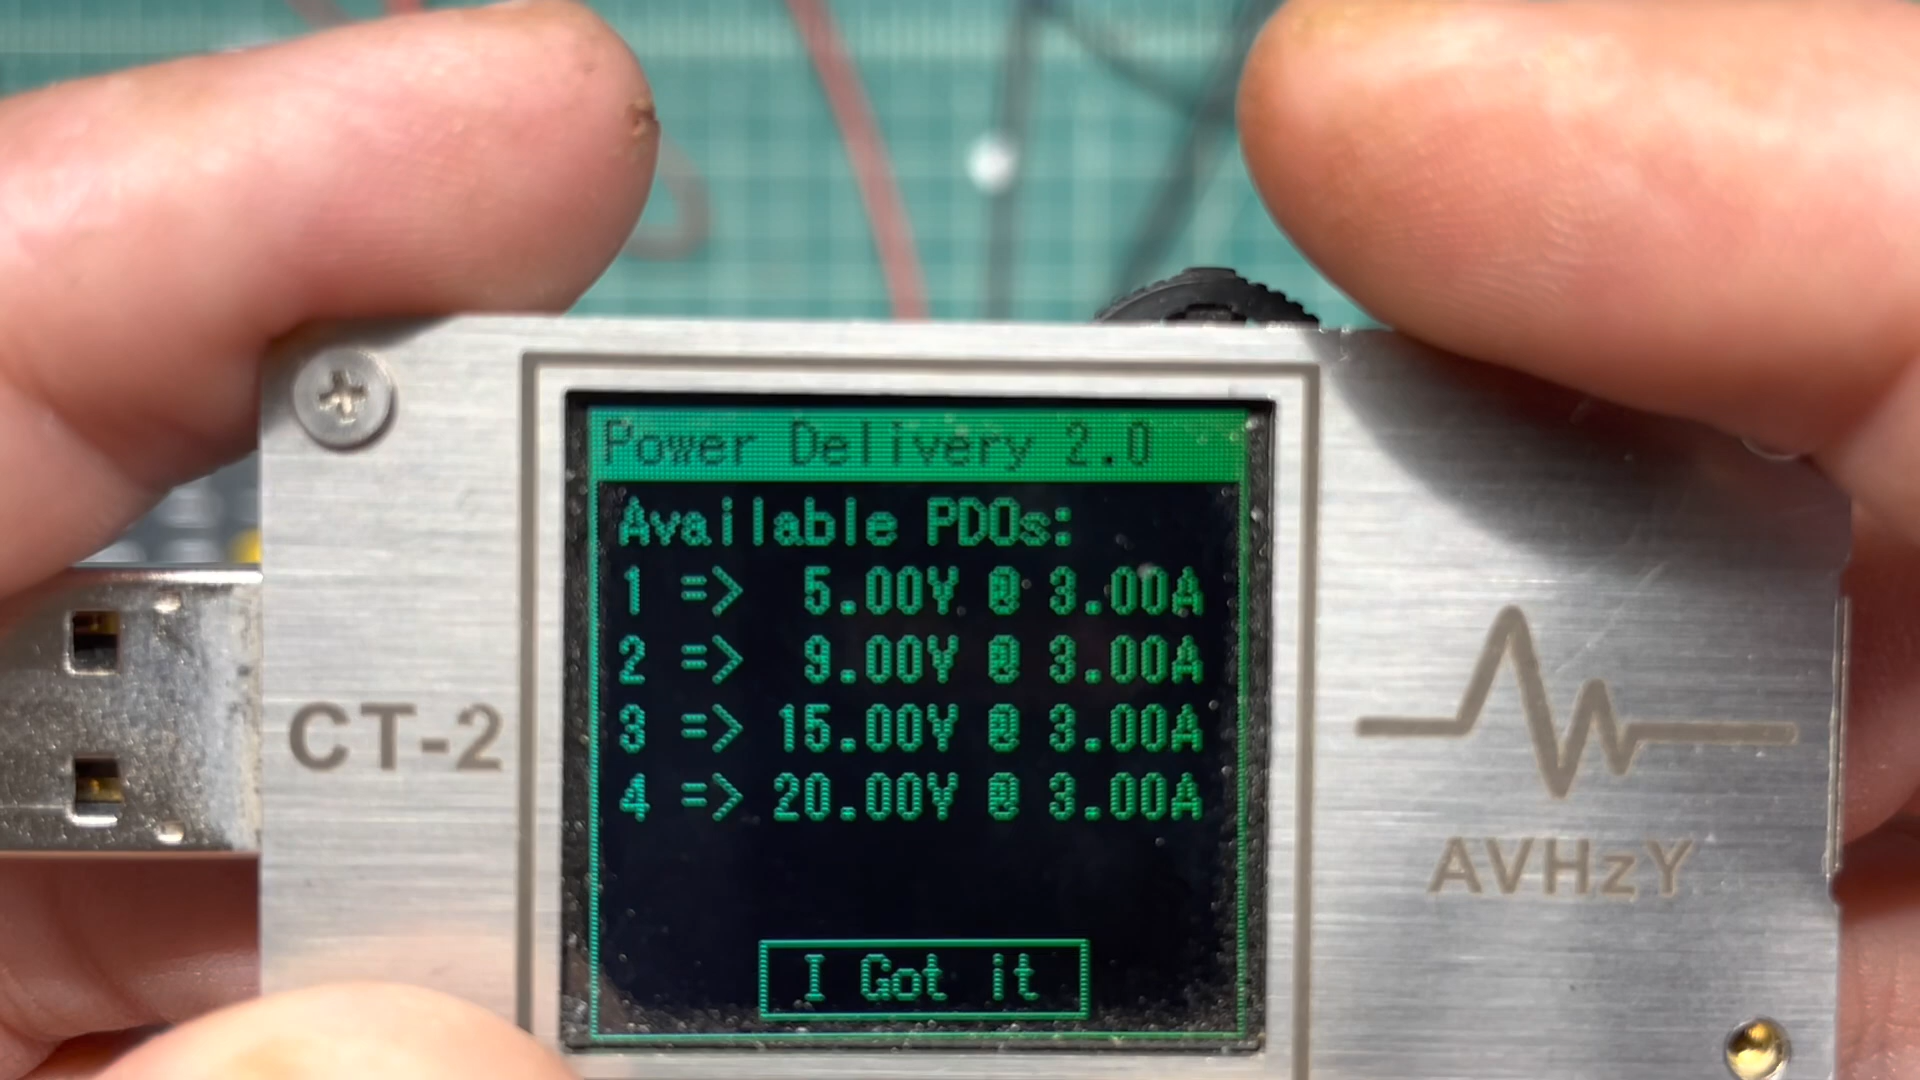 Power Delivery 2.0
Available PDOs:
1 => 5.00V @ 3.00A
2 => 9.00V @ 3.00A
3 => 15.00V @ 3.00A
4 => 20.00V @ 3.00A
I Got it
CT-2
AVHzY